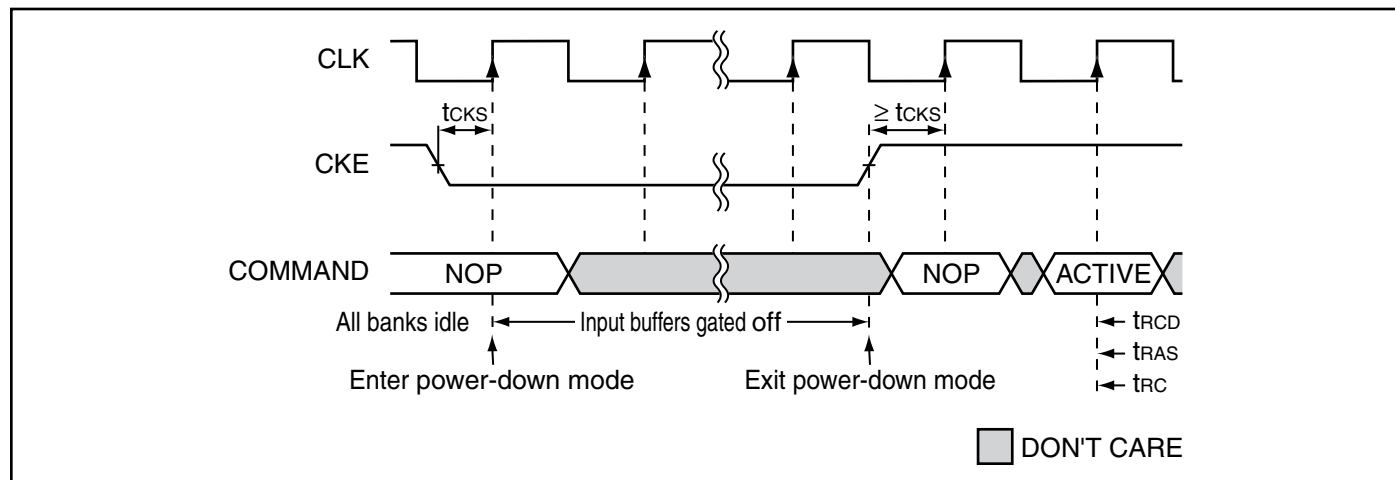 CLK
tCKS
≥ tCKS
CKE
COMMAND
NOP
NOP
ACTIVE
All banks idle
Input buffers gated off
tRCD
tRAS
Enter power-down mode
Exit power-down mode
tRC
DON'T CARE